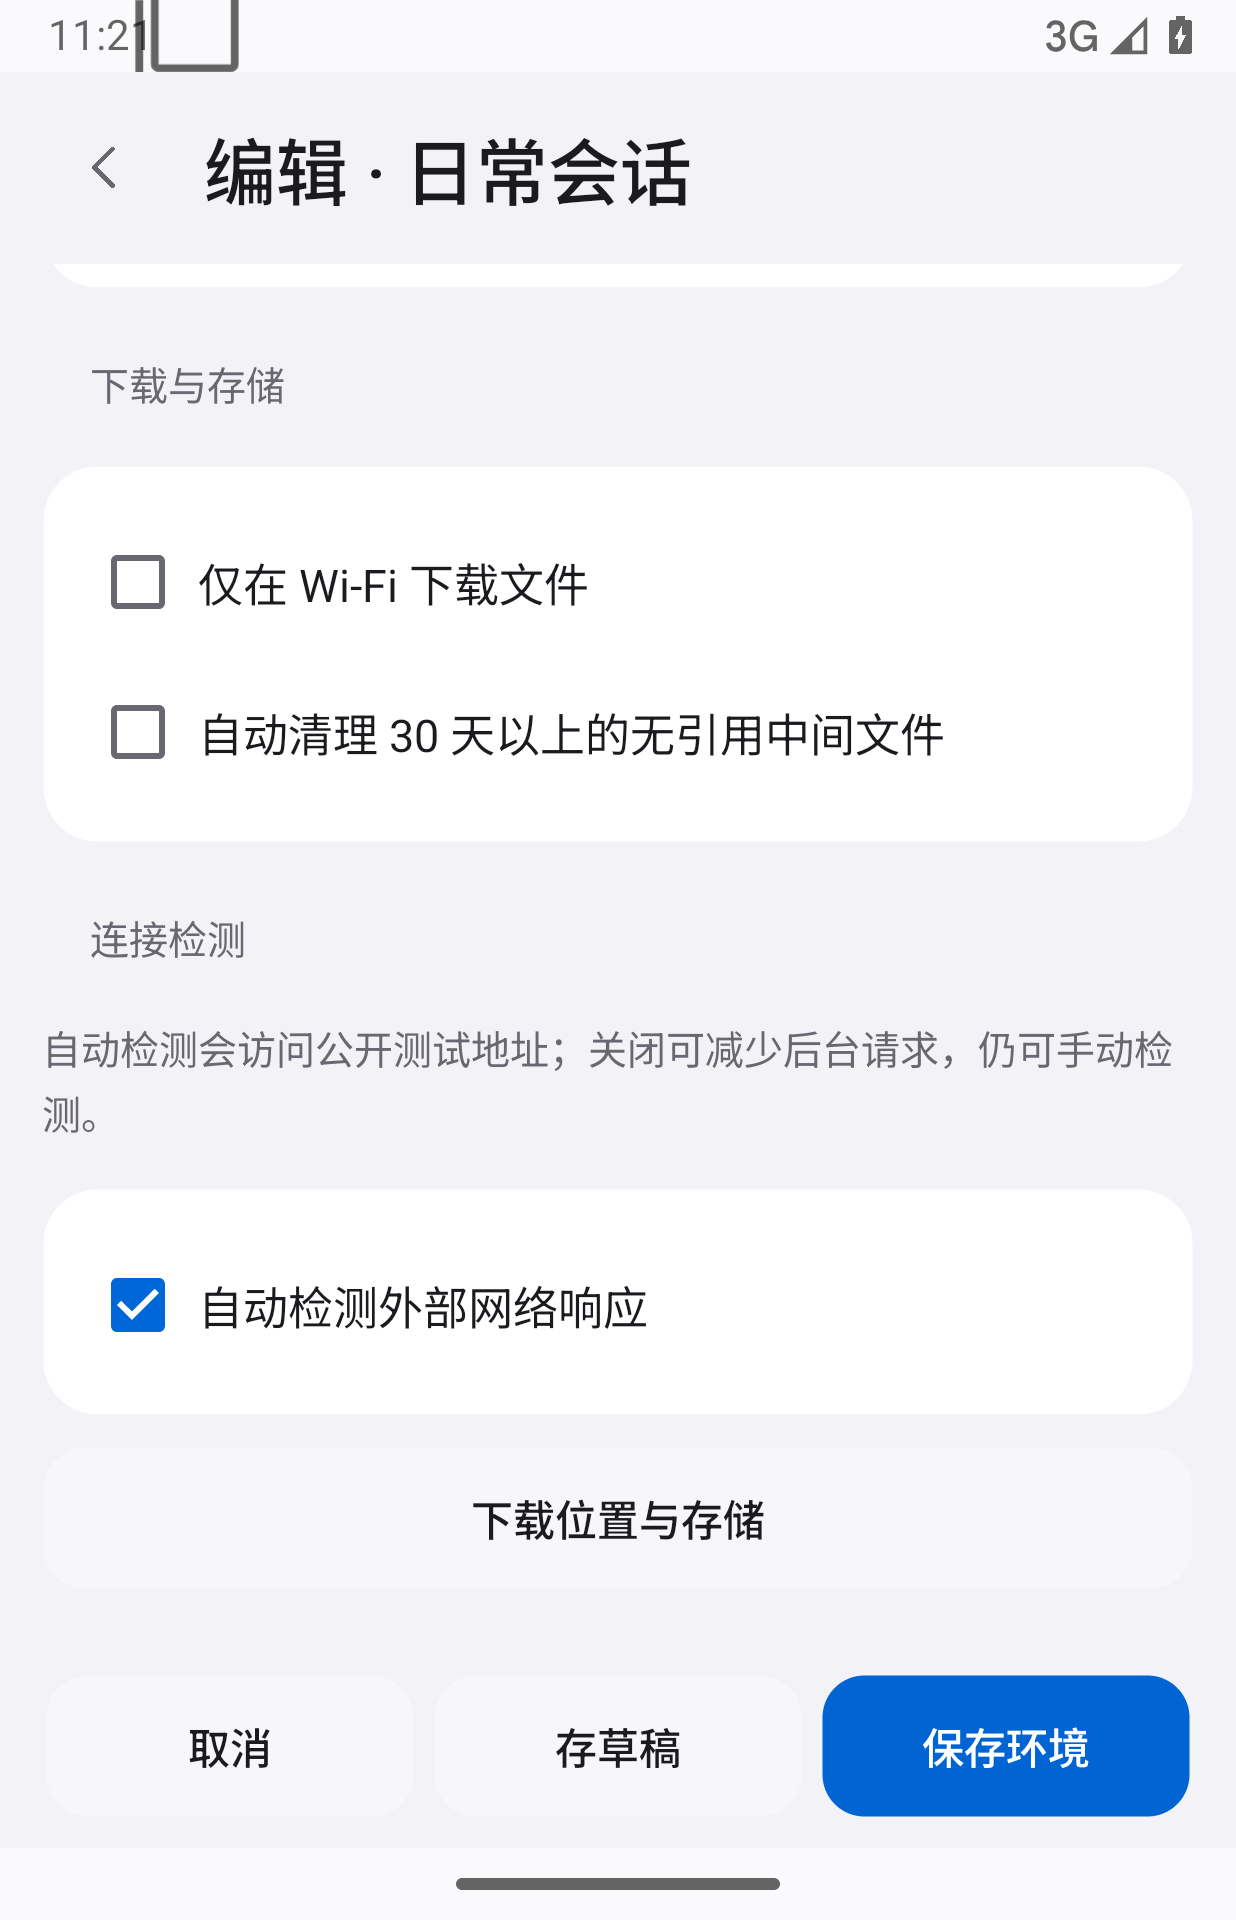 11:21
3G
编辑 · 日常会话
下载与存储
仅在 Wi-Fi 下载文件
自动清理 30 天以上的无引用中间文件
连接检测
自动检测会访问公开测试地址；关闭可减少后台请求，仍可手动检
测。
自动检测外部网络响应
下载位置与存储
取消
存草稿
保存环境